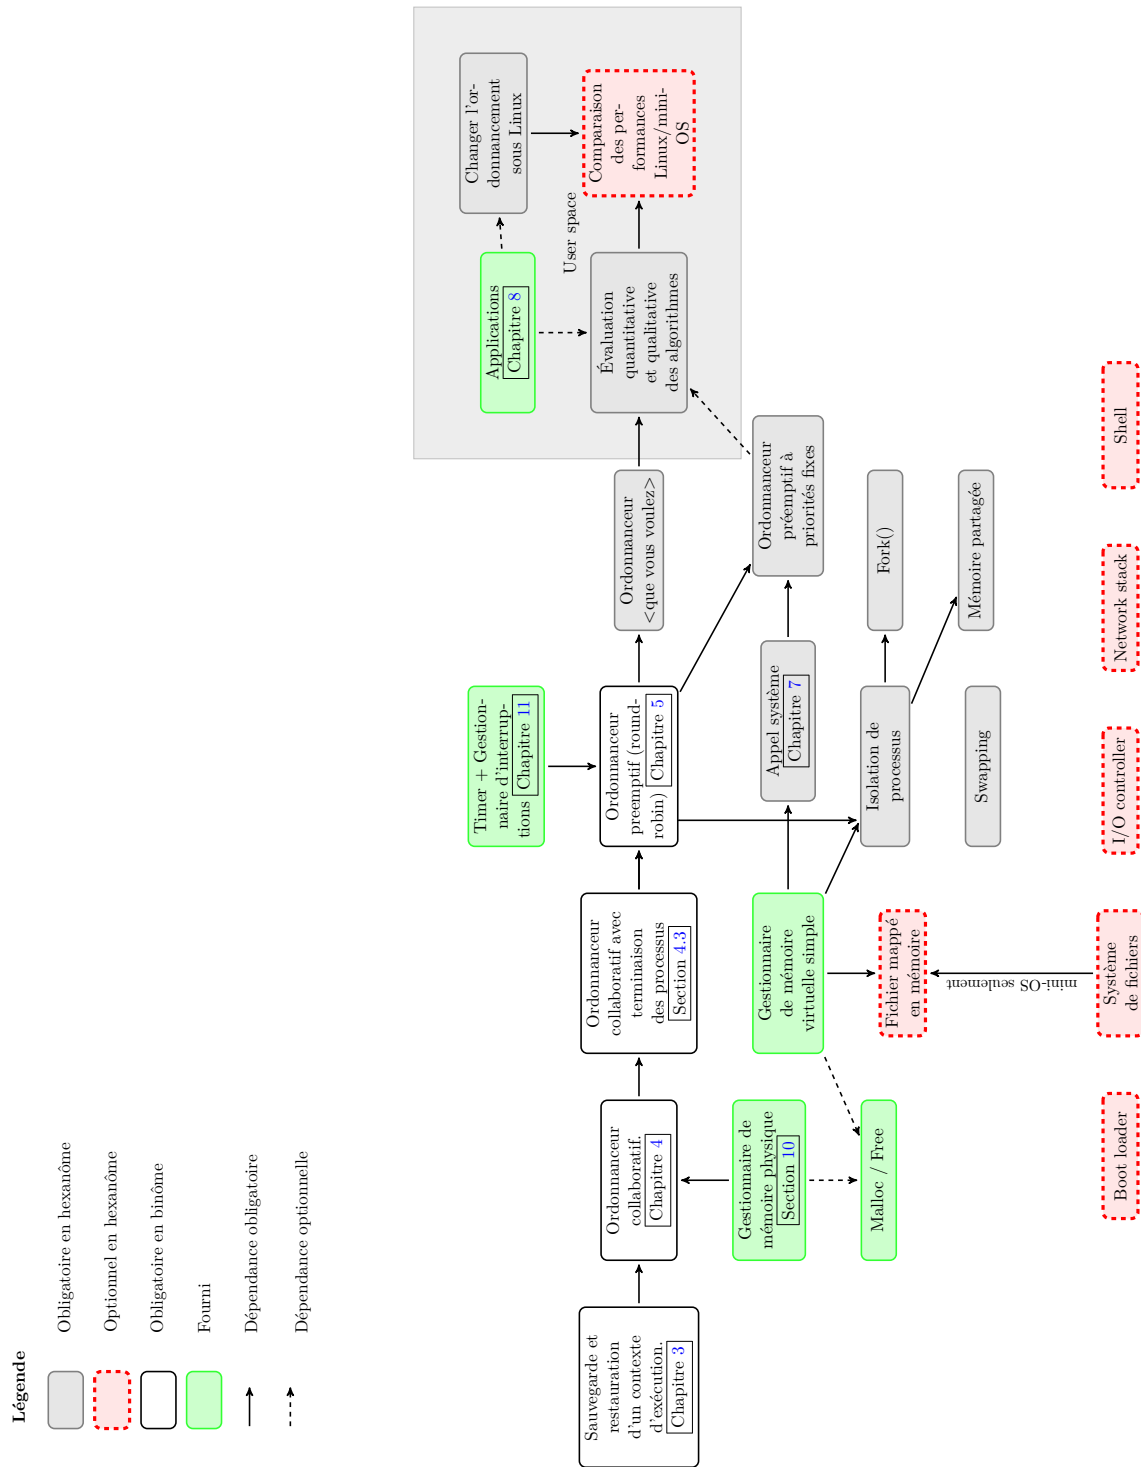 Légende
Obligatoire en hexanôme
Optionnel en hexanôme
Obligatoire en binôme
Fourni
Dépendance obligatoire
Dépendance optionnelle
Sauvegarde et
restauration
d'un contexte
d'exécution.
Chapitre 3
Ordonnanceur
collaboratif.
Chapitre 4
Ordonnanceur
collaboratif avec
terminaison
des processus
Section 4.3
Timer + Gestion-
naire d'interrup-
tions Chapitre 11
Ordonnanceur
preemptif (round-
robin) Chapitre 5
Ordonnanceur
<que vous voulez>
Applications
Chapitre 8
Changer l'or-
donnancement
sous Linux
User space
Évaluation
quantitative
et qualitative
des algorithmes
Comparaison
des per-
formances
Linux/mini-
OS
Gestionnaire de
mémoire physique
Section 10
Gestionnaire
de mémoire
virtuelle simple
Appel système
Chapitre 7
Ordonnanceur
préemptif à
priorités fixes
Malloc / Free
Fichier mappé
en mémoire
Isolation de
processus
Fork()
Mémoire partagée
Swapping
mini-OS seulement
Boot loader
Système
de fichiers
I/O controller
Network stack
Shell